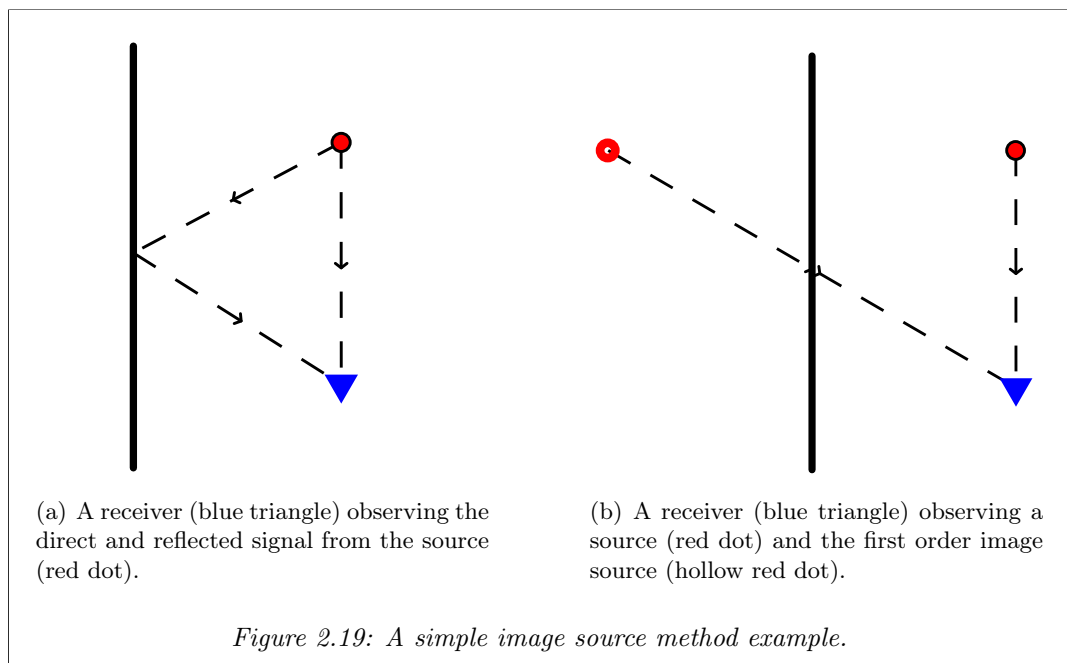 (a) A receiver (blue triangle) observing the
direct and reflected signal from the source
(red dot).
(b) A receiver (blue triangle) observing a
source (red dot) and the first order image
source (hollow red dot).
Figure 2.19: A simple image source method example.